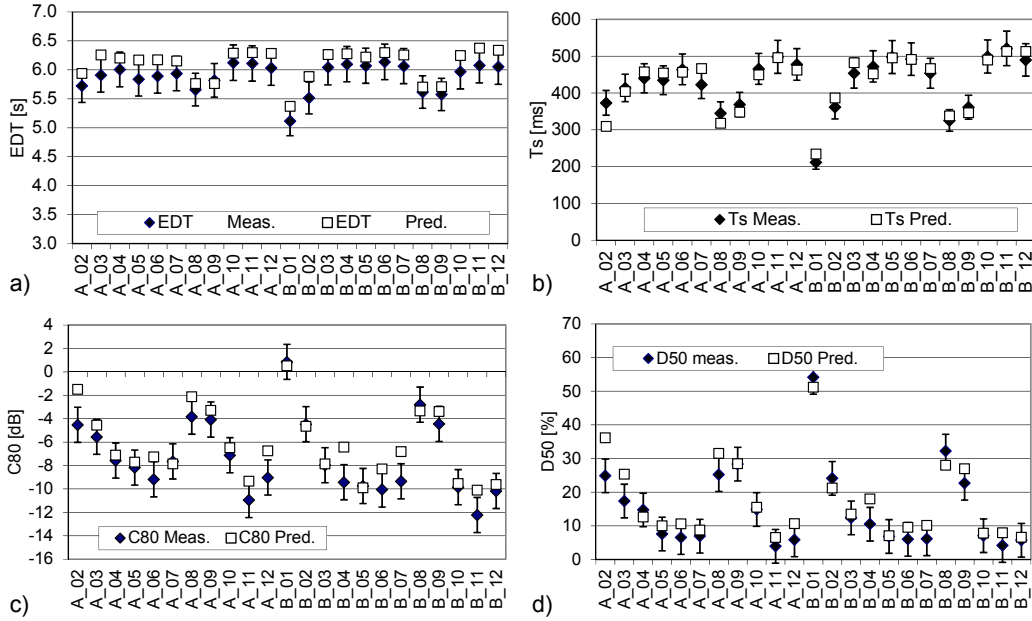 7.0
6.5
6.0
5.5
5.0
4.5
4.0
3.5
3.0
EDT [s]
EDT Meas. EDT Pred.
A_02 A_03 A_04 A_05 A_06 A_07 A_08 A_09 A_10 A_11 A_12 B_01 B_02 B_03 B_04 B_05 B_06 B_07 B_08 B_09 B_10 B_11 B_12
a)
600
500
400
300
200
100
0
Ts [ms]
Ts Meas. Ts Pred.
A_02 A_03 A_04 A_05 A_06 A_07 A_08 A_09 A_10 A_11 A_12 B_01 B_02 B_03 B_04 B_05 B_06 B_07 B_08 B_09 B_10 B_11 B_12
b)
4
2
0
-2
-4
-6
-8
-10
-12
-14
-16
C80 [dB]
C80 Meas. C80 Pred.
A_02 A_03 A_04 A_05 A_06 A_07 A_08 A_09 A_10 A_11 A_12 B_01 B_02 B_03 B_04 B_05 B_06 B_07 B_08 B_09 B_10 B_11 B_12
c)
70
60
50
40
30
20
10
0
D50 [%]
D50 meas. D50 Pred.
A_02 A_03 A_04 A_05 A_06 A_07 A_08 A_09 A_10 A_11 A_12 B_01 B_02 B_03 B_04 B_05 B_06 B_07 B_08 B_09 B_10 B_11 B_12
d)